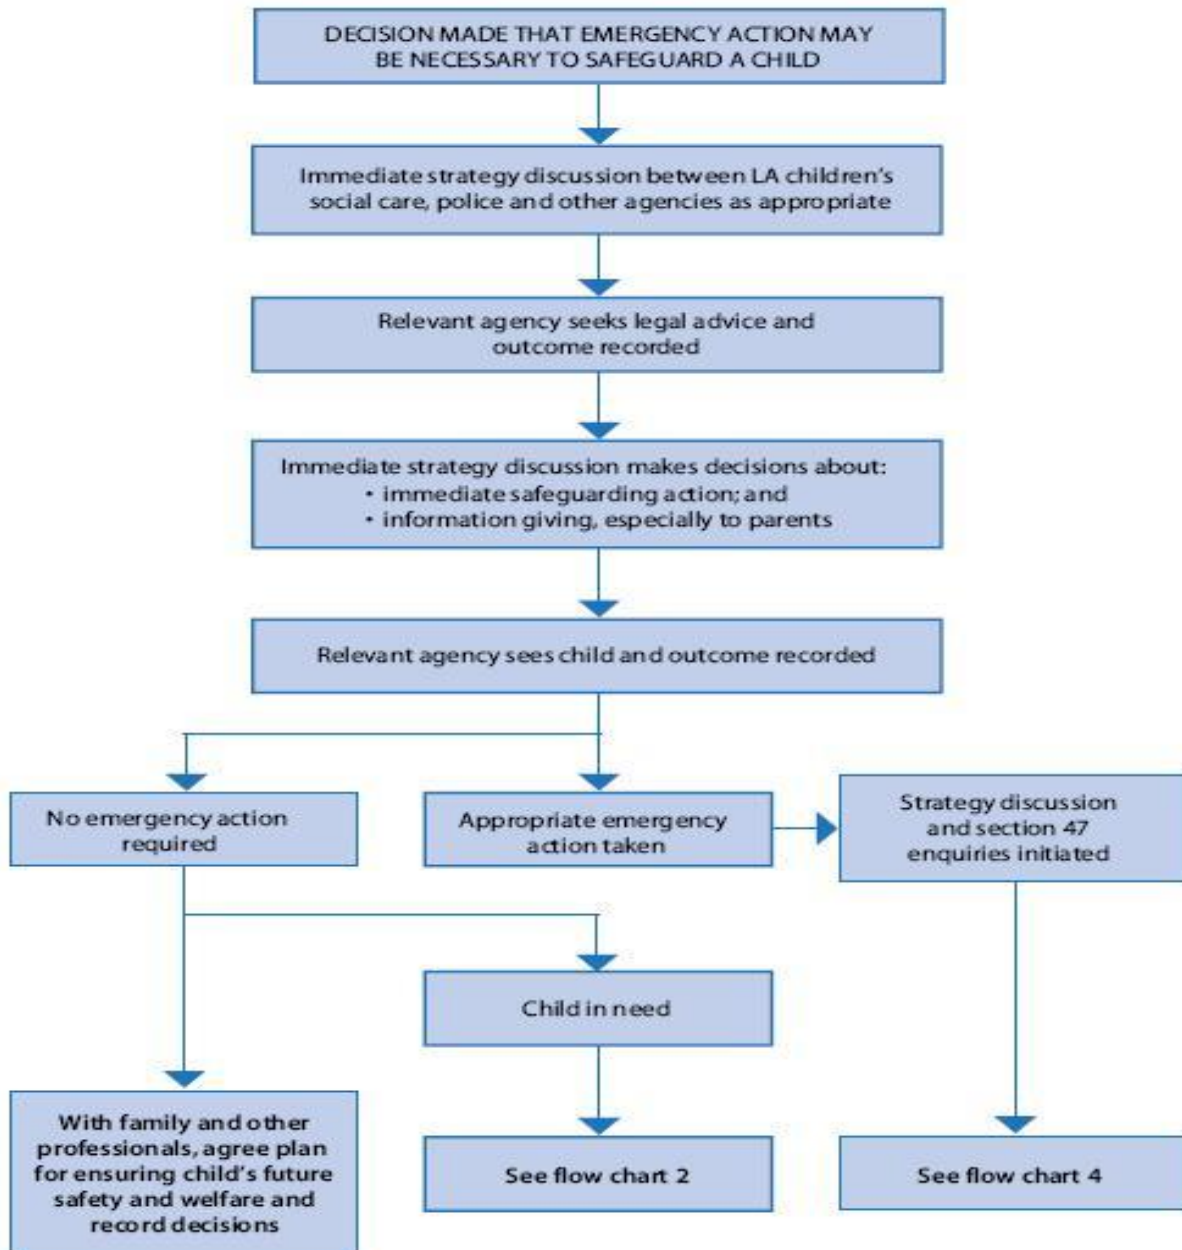 DECISION MADE THAT EMERGENCY ACTION MAY
BE NECESSARY TO SAFEGUARD A CHILD
Immediate strategy discussion between LA children's
social care, police and other agencies as appropriate
Relevant agency seeks legal advice and
outcome recorded
Immediate strategy discussion makes decisions about:
• immediate safeguarding action; and
• information giving, especially to parents
Relevant agency sees child and outcome recorded
No emergency action
required
Appropriate emergency
action taken
Strategy discussion
and section 47
enquiries initiated
Child in need
With family and other
professionals, agree plan
for ensuring child's future
safety and welfare and
record decisions
See flow chart 2
See flow chart 4